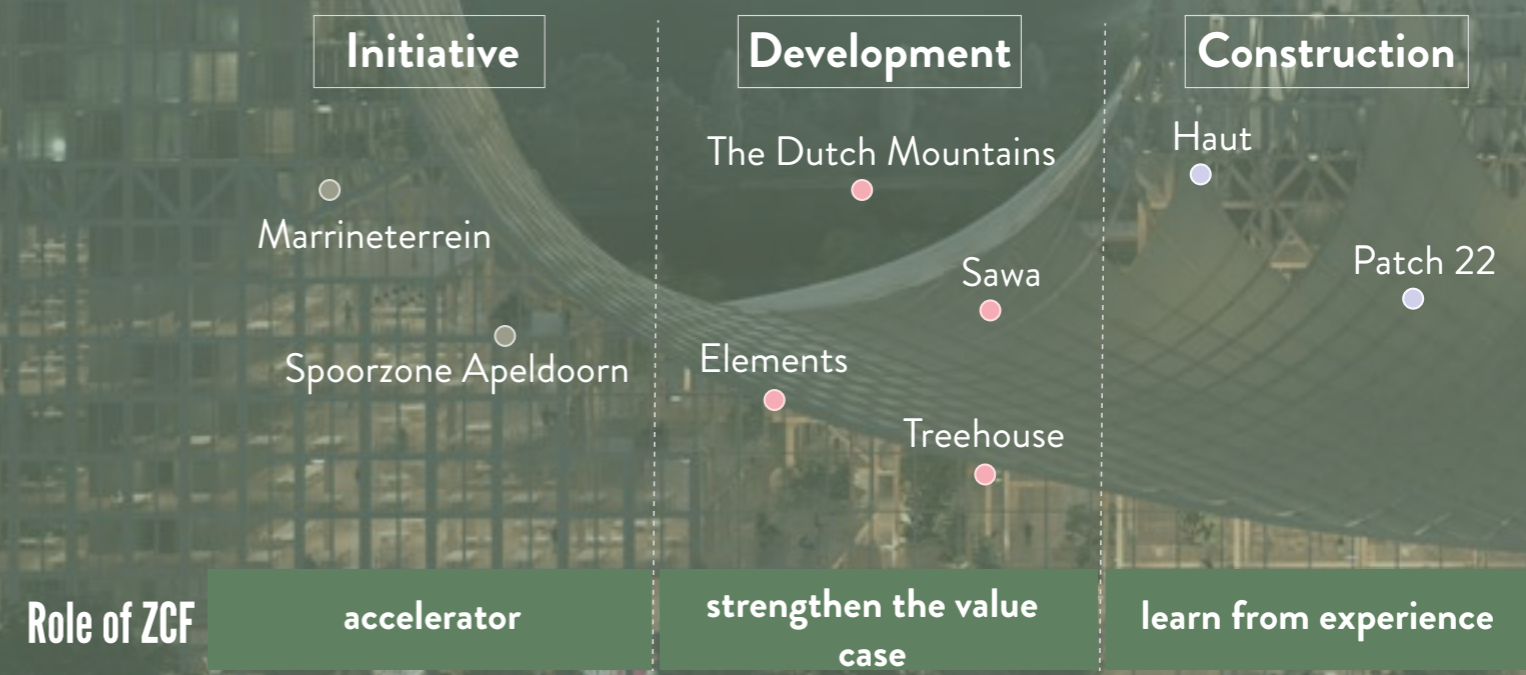 Initiative
Development
Construction
Haut
The Dutch Mountains
Marrineterrein
Patch 22
Sawa
Spoorzone Apeldoorn
Elements
Treehouse
Role of ZCF
accelerator
strengthen the value
case
learn from experience